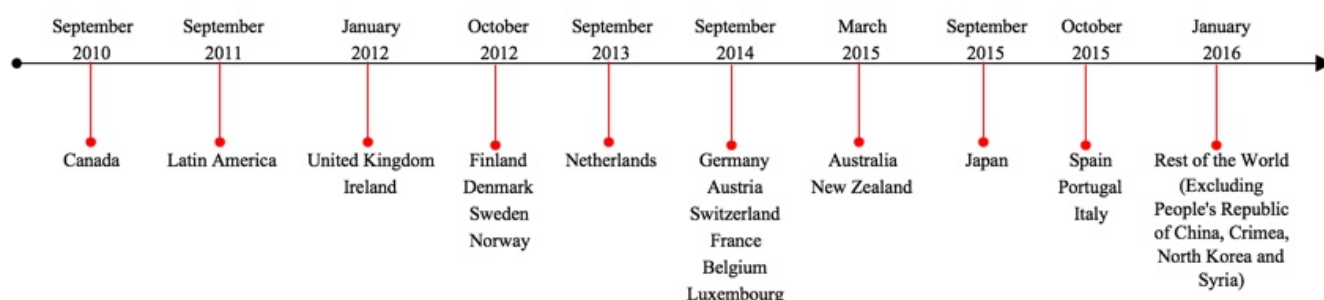 September
2010
Canada
September
2011
Latin America
January
2012
United Kingdom
Ireland
October
2012
Finland
Denmark
Sweden
Norway
September
2013
Netherlands
September
2014
Germany
Austria
Switzerland
France
Belgium
Luxembourg
March
2015
Australia
New Zealand
September
2015
Japan
October
2015
Spain
Portugal
Italy
January
2016
Rest of the World
(Excluding
People's Republic
of China, Crimea,
North Korea and
Syria)